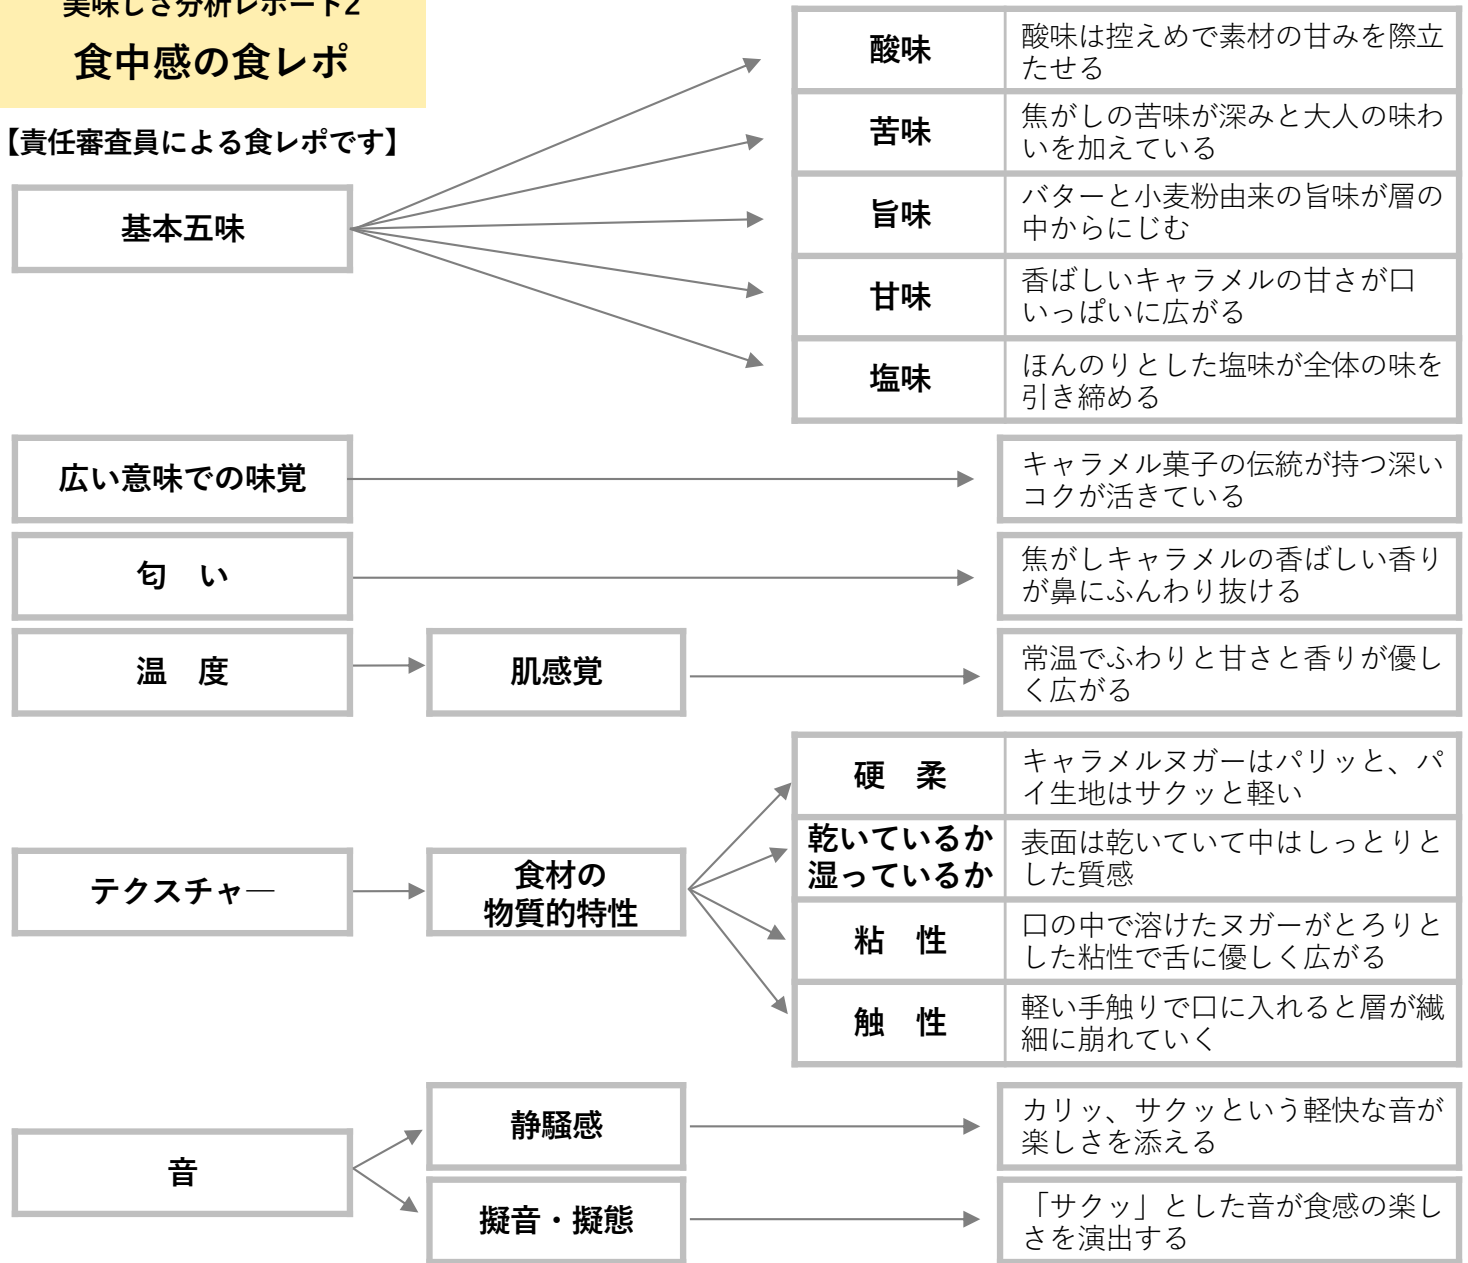 美味しさ分析レポート2
食中感の食レポ
【責任審査員による食レポです】
基本五味
酸味
酸味は控えめで素材の甘みを際立
たせる
苦味
焦がしの苦味が深みと大人の味わ
いを加えている
旨味
バターと小麦粉由来の旨味が層の
中からにじむ
甘味
香ばしいキャラメルの甘さが口
いっぱいに広がる
塩味
ほんのりとした塩味が全体の味を
引き締める
広い意味での味覚
キャラメル菓子の伝統が持つ深い
コクが活きている
匂　い
焦がしキャラメルの香ばしい香り
が鼻にふんわり抜ける
温　度
肌感覚
常温でふわりと甘さと香りが優し
く広がる
テクスチャ―
食材の
物質的特性
硬　柔
キャラメルヌガーはパリッと、パ
イ生地はサクッと軽い
乾いているか
湿っているか
表面は乾いていて中はしっとりと
した質感
粘　性
口の中で溶けたヌガーがとろりと
した粘性で舌に優しく広がる
触　性
軽い手触りで口に入れると層が繊
細に崩れていく
音
静騒感
カリッ、サクッという軽快な音が
楽しさを添える
擬音・擬態
「サクッ」とした音が食感の楽し
さを演出する